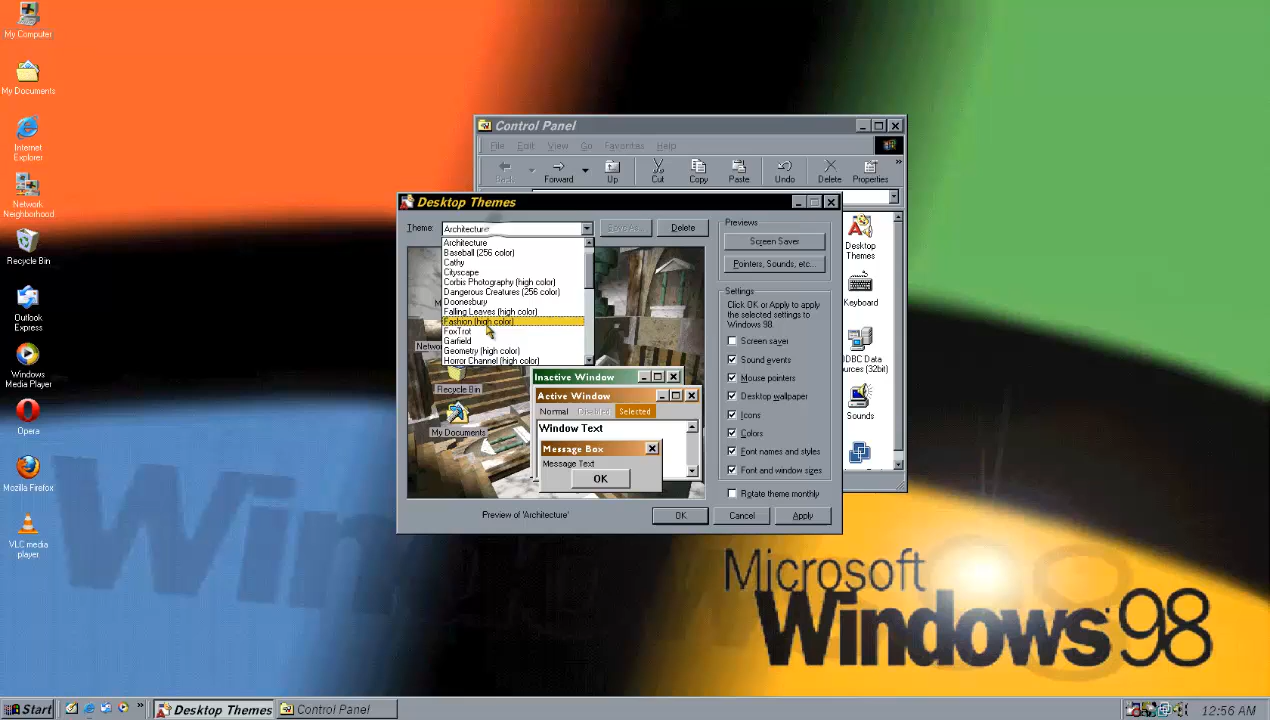 My Computer
My Documents
Internet
Explorer
Network
Neighborhood
Recycle Bin
Outlook
Express
Windows
Media Player
Opera
Mozilla Firefox
VLC media
player
Control Panel
File Edit View Go Favorites Help
Back Forward Up Cut Copy Paste Undo Delete Properties
Desktop Themes
Theme: Architecture Save As... Delete
Architecture
Baseball (256 color)
Cathy
Cityscape
Corbis Photography (high color)
Dangerous Creatures (256 color)
Doonesbury
Falling Leaves (high color)
Fashion (high color)
FoxTrot
Garfield
Geometry (high color)
Horror Channel (high color)
Recycle Bin
My Documents
Inactive Window
Active Window
Normal Disabled Selected
Window Text
Message Box
Message Text
OK
Preview of 'Architecture'
Previews
Screen Saver
Pointers, Sounds, etc...
Settings
Click OK or Apply to apply
the selected settings to
Windows 98.
Screen saver
Sound events
Mouse pointers
Desktop wallpaper
Icons
Colors
Font names and styles
Font and window sizes
Rotate theme monthly
OK Cancel Apply
Desktop
Themes
Keyboard
ODBC Data
Sources (32bit)
Sounds
Microsoft
Windows 98
Start Desktop Themes Control Panel 12:56 AM